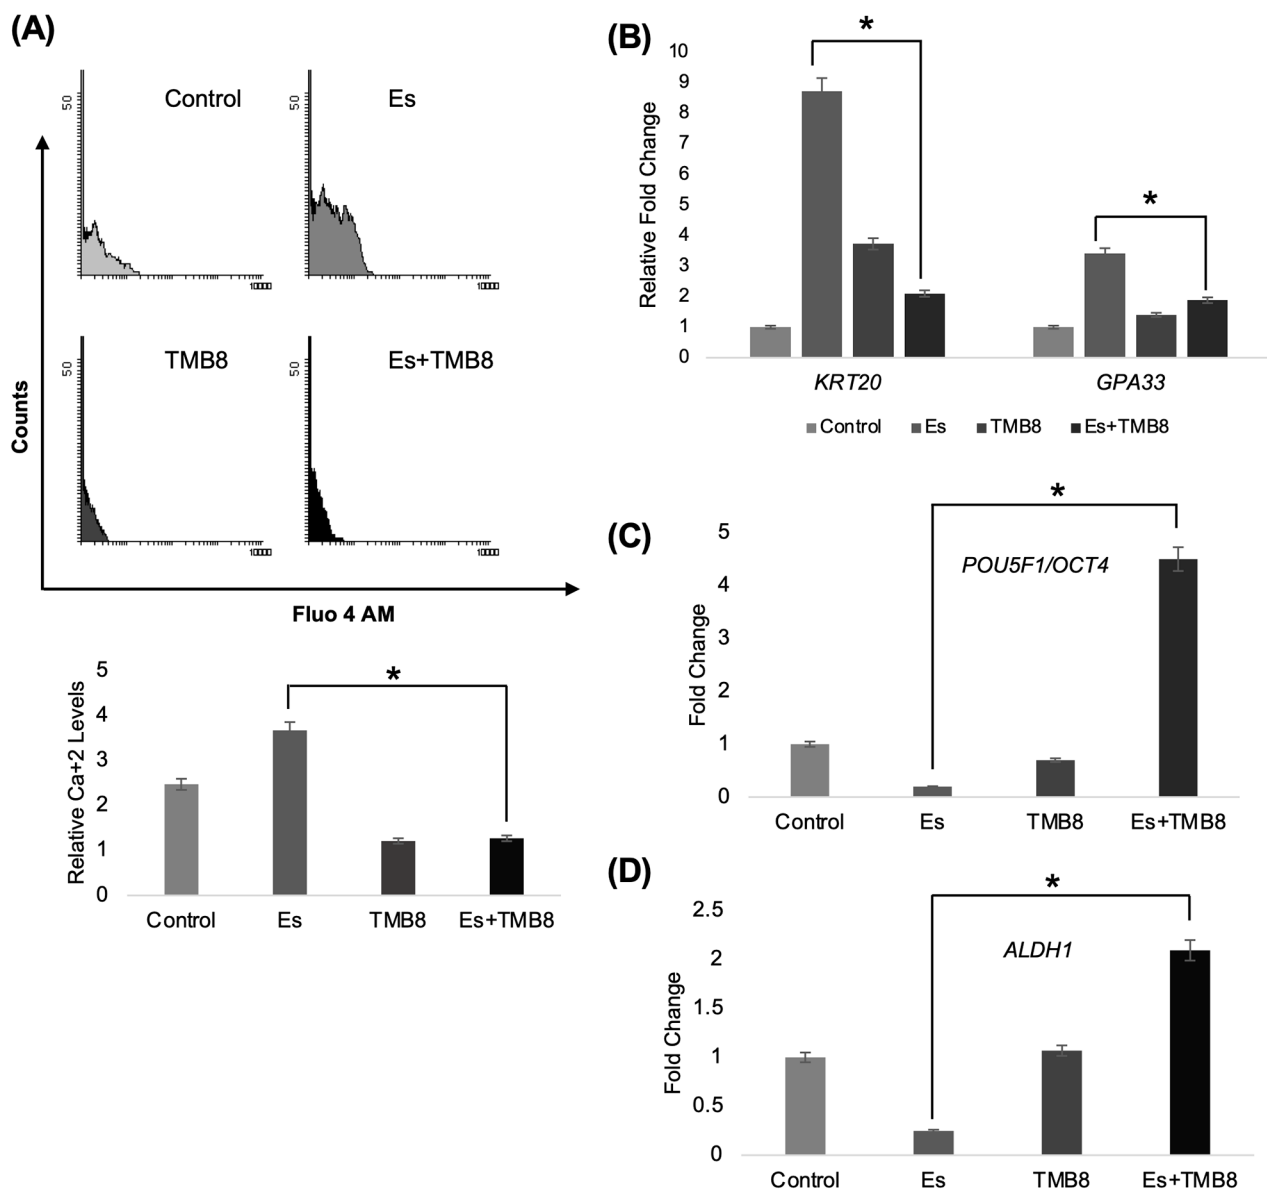 (A)
50
Control
10000
50
Es
10000
50
TMB8
10000
50
Es+TMB8
10000
Counts
Fluo 4 AM
Relative Ca+2 Levels
5
4
3
2
1
0
*
Control Es TMB8 Es+TMB8
(B)
Relative Fold Change
10
9
8
7
6
5
4
3
2
1
0
*
*
KRT20 GPA33
Control Es TMB8 Es+TMB8
(C)
Fold Change
5
4
3
2
1
0
*
POU5F1/OCT4
Control Es TMB8 Es+TMB8
(D)
Fold Change
2.5
2
1.5
1
0.5
0
*
ALDH1
Control Es TMB8 Es+TMB8